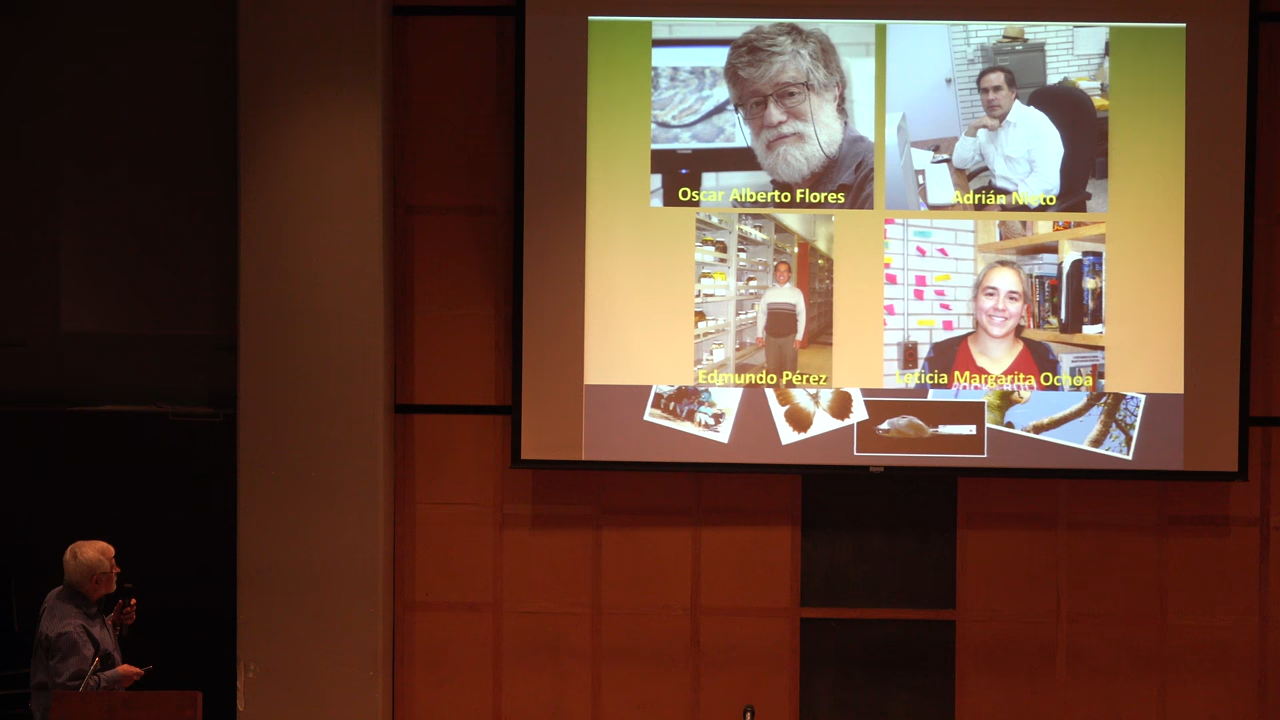 Oscar Alberto Flores
Adrián Nieto
Edmundo Pérez
Leticia Margarita Ochoa